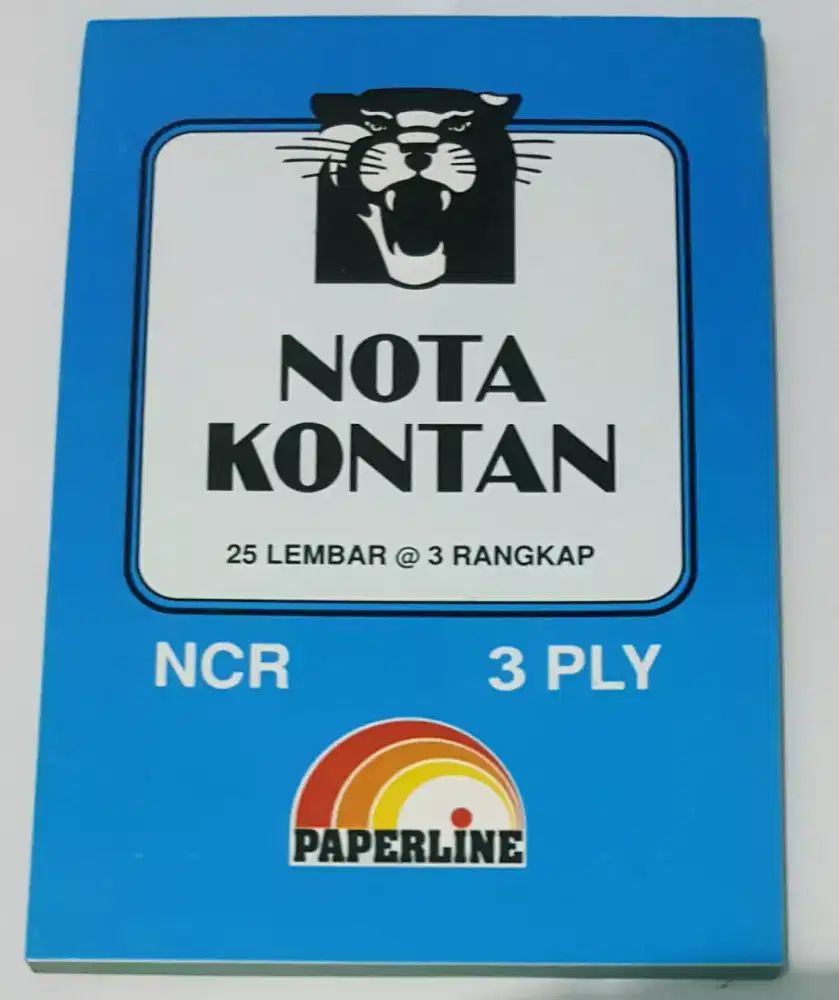 NOTA
KONTAN
25 LEMBAR @ 3 RANGKAP
NCR 3 PLY
PAPERLINE